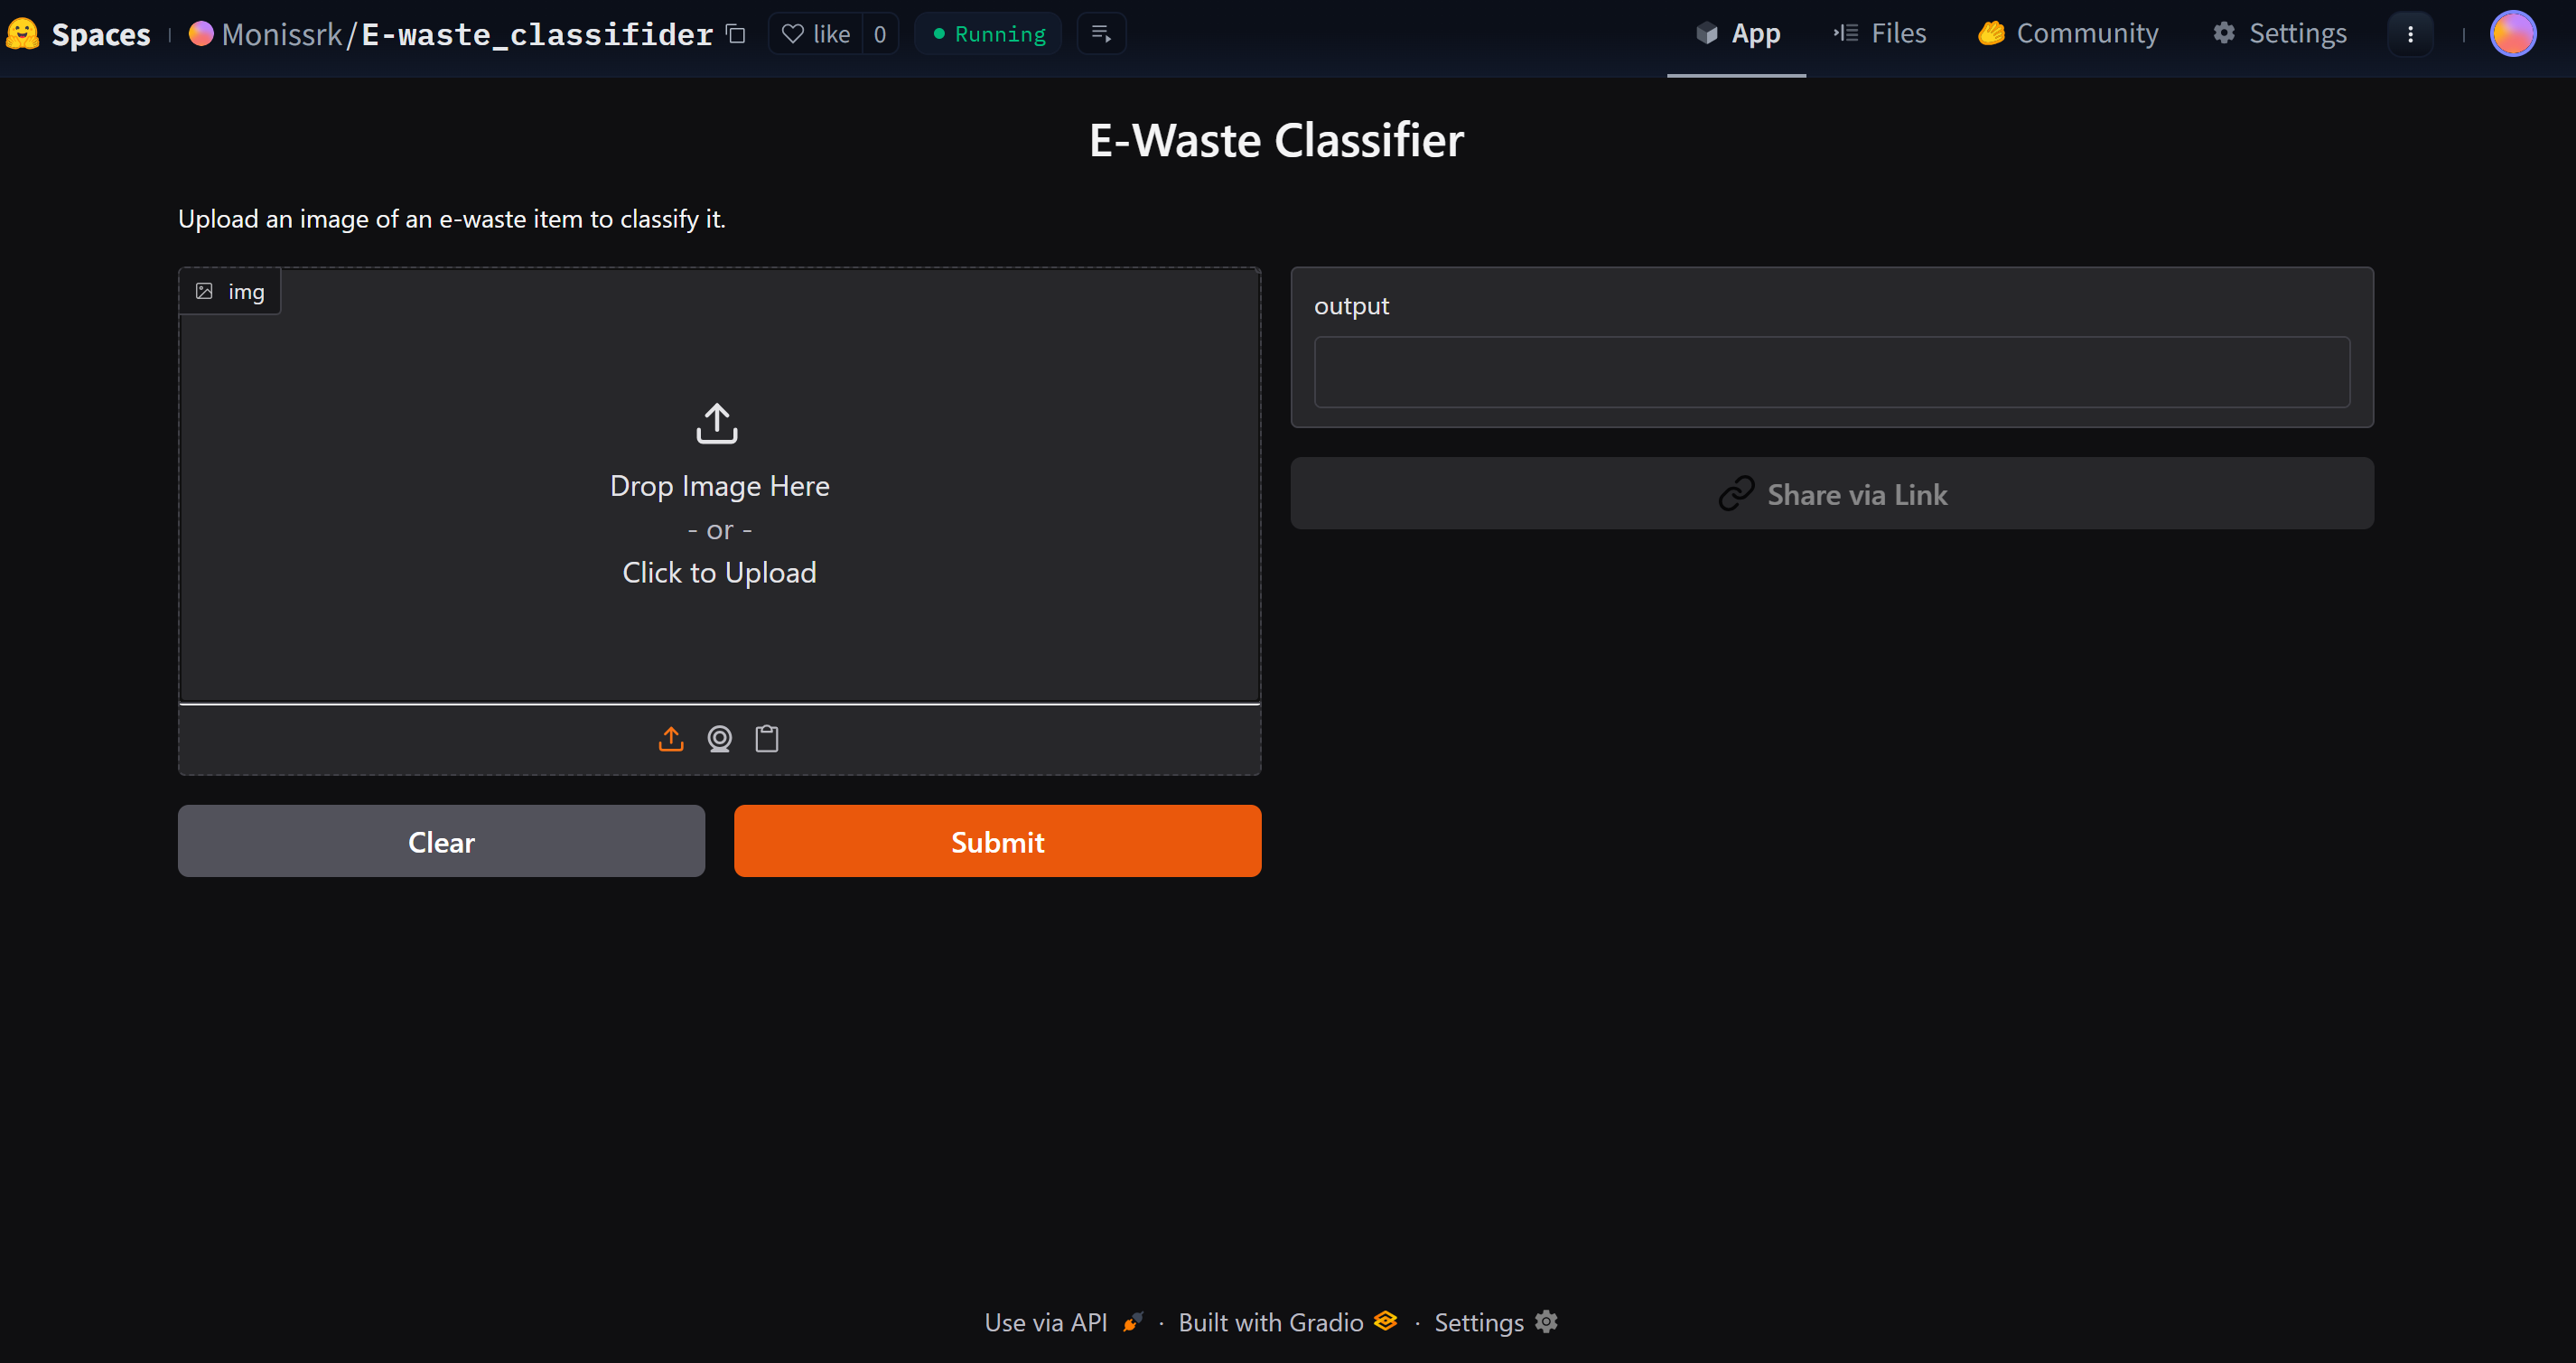 Spaces Monissrk/E-waste_classifider like 0 Running App Files Community Settings
E-Waste Classifier
Upload an image of an e-waste item to classify it.
img
output
Drop Image Here
- or -
Click to Upload
Share via Link
Clear Submit
Use via API · Built with Gradio · Settings